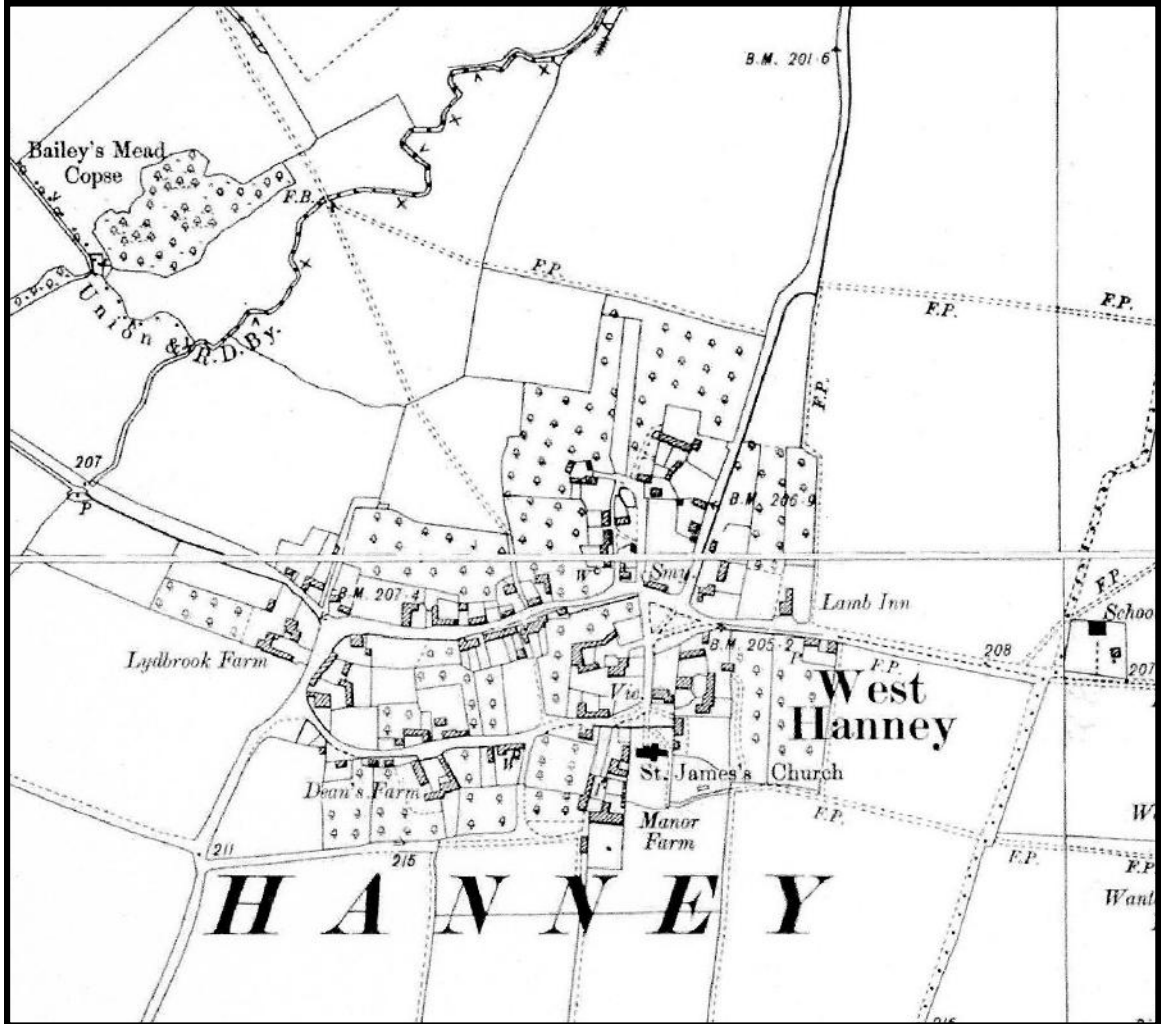 B.M. 201·6
Bailey's Mead
Copse
F.B.
F.P.
F.P.
F.P.
Union & R.D. By.
F.P.
207
P
B.M. 206·9
B.M. 207·4
W
Smy.
Lamb Inn
F.P.
Schoo
Lydbrook Farm
B.M. 205·2
P
F.P.
208
207
Vic.
West
Hanney
W
St. James's Church
Dean's Farm
Manor
Farm
F.P.
211
215
F.P.
F.P.
Want
HANNEY